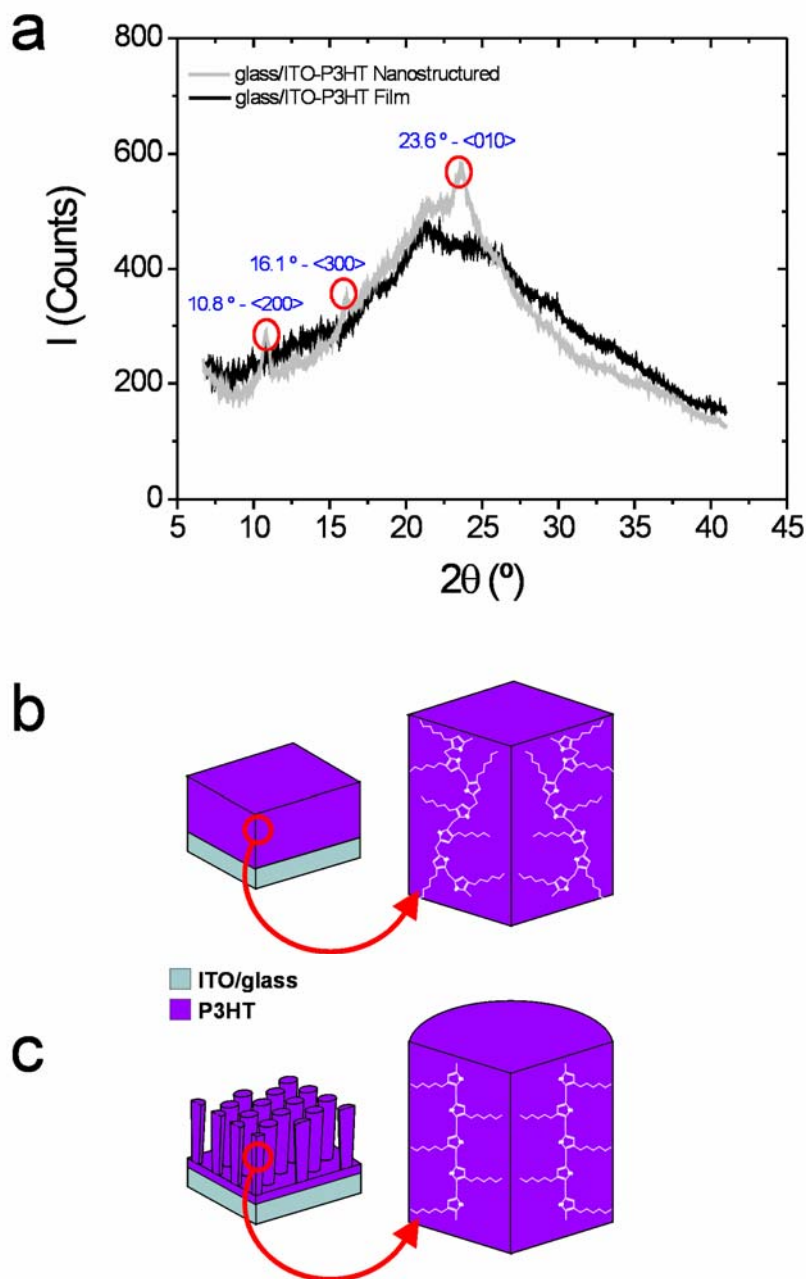 a
800
600
400
200
0
I (Counts)
glass/ITO-P3HT Nanostructured
glass/ITO-P3HT Film
23.6 º - <010>
16.1 º - <300>
10.8 º - <200>
5 10 15 20 25 30 35 40 45
2θ (º)
b
ITO/glass
P3HT
c